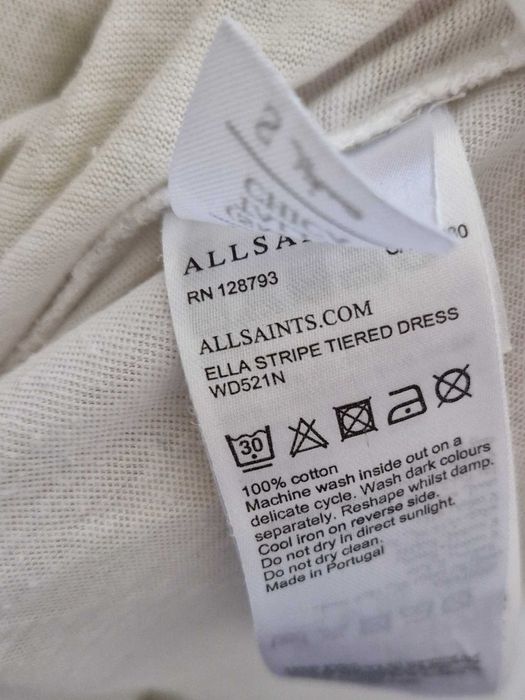 ALLSA
RN 128793
ALLSAINTS.COM
ELLA STRIPE TIERED DRESS
WD521N
30
100% cotton
Machine wash inside out on a
delicate cycle. Wash dark colours
separately. Reshape whilst damp.
Cool iron on reverse side.
Do not dry in direct sunlight.
Do not dry clean.
Made in Portugal